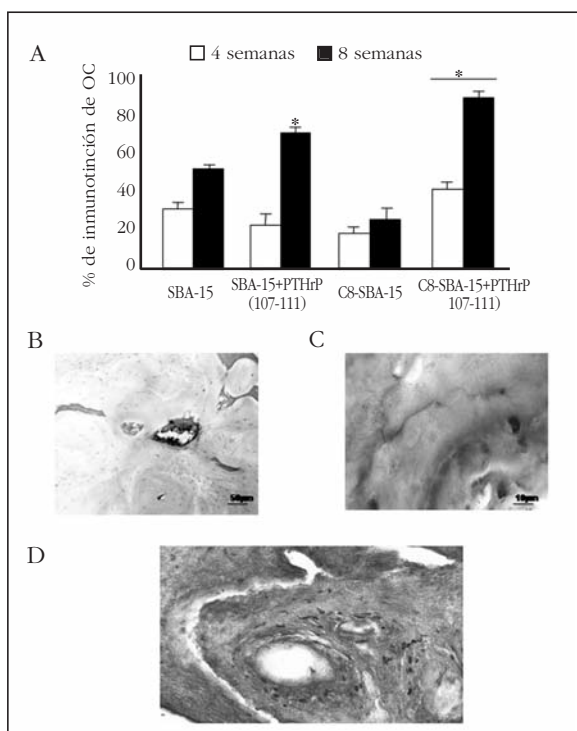 A
4 semanas 8 semanas
% de inmunotinción de OC
100
80
60
40
20
0
*
*
SBA-15
SBA-15+PTHrP
(107-111)
C8-SBA-15
C8-SBA-15+PTHrP
107-111)
B
50µm
C
10µm
D